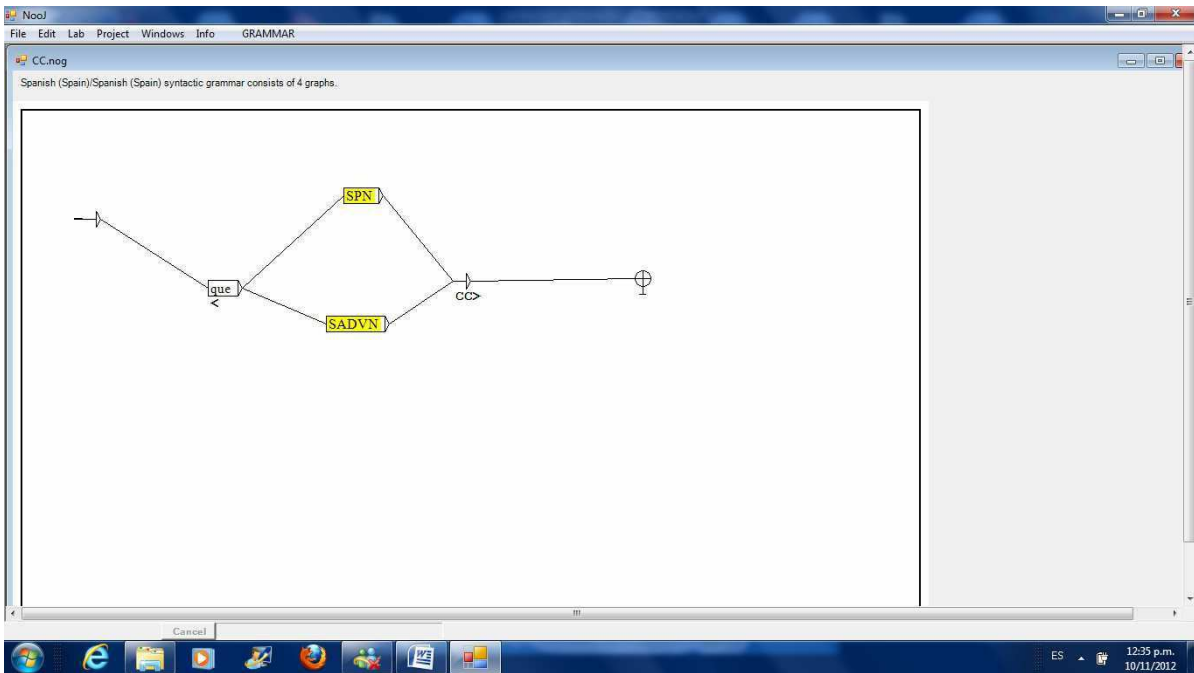 NooJ
File Edit Lab Project Windows Info GRAMMAR
CC.nog
Spanish (Spain)/Spanish (Spain) syntactic grammar consists of 4 graphs.
SPN
que
<
CC>
SADVN
Cancel
ES 12:35 p.m.
10/11/2012